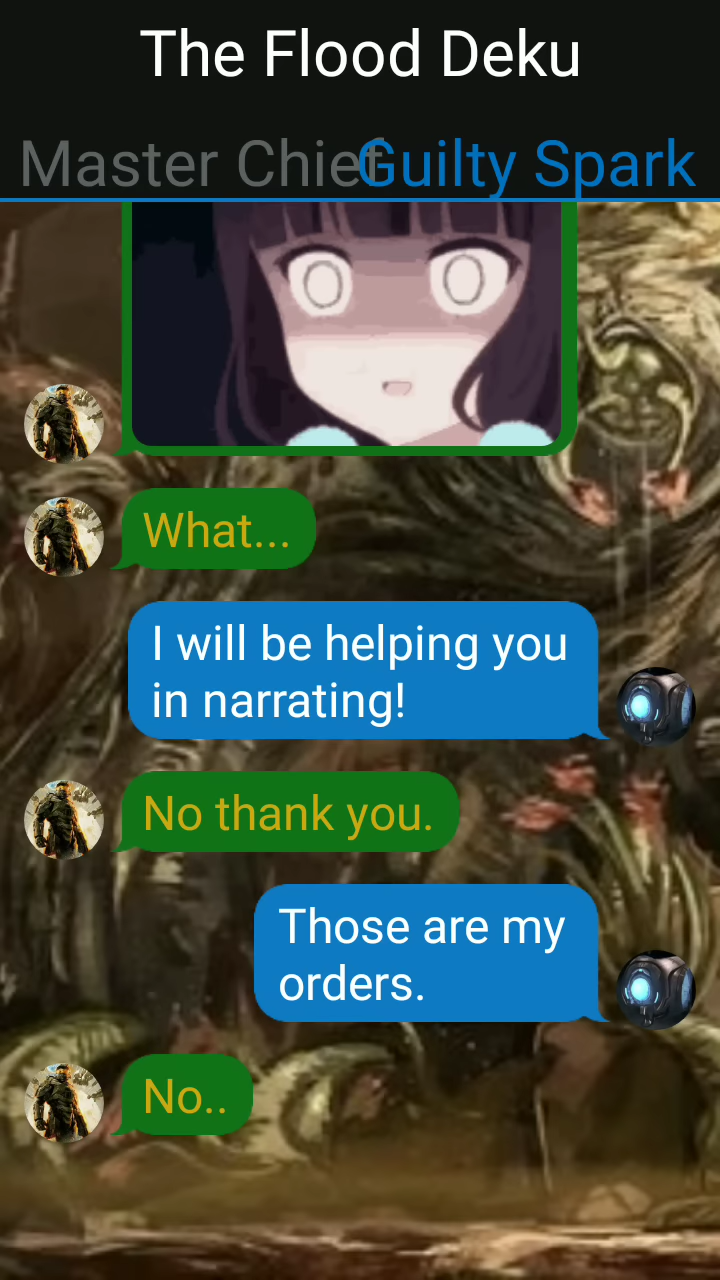 The Flood Deku
Master Chief Guilty Spark
What...
I will be helping you
in narrating!
No thank you.
Those are my
orders.
No..